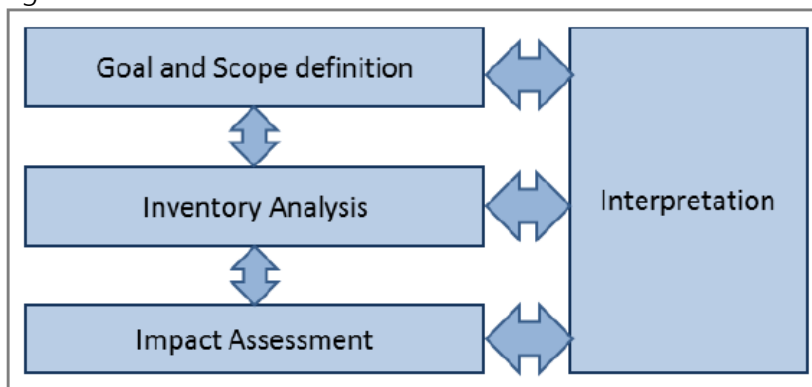 Goal and Scope definition
Inventory Analysis
Interpretation
Impact Assessment